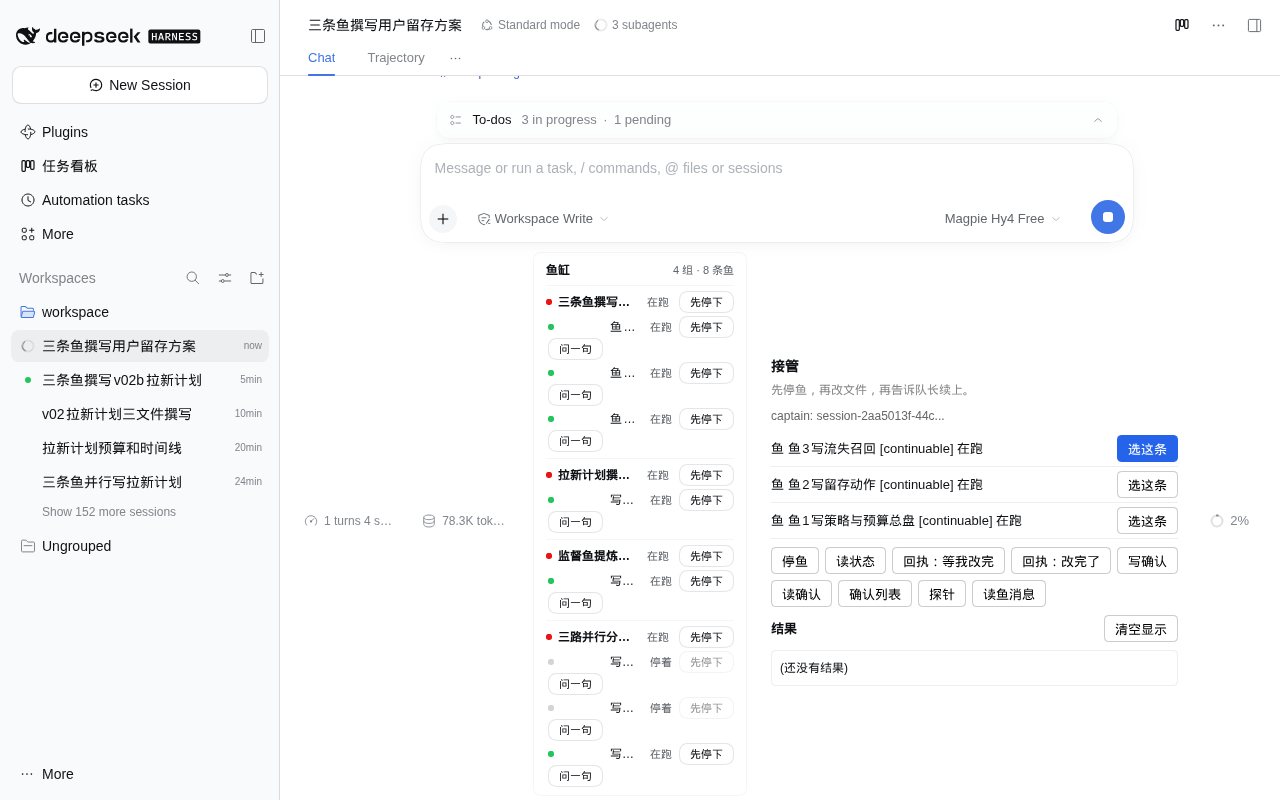 deepseek HARNESS
New Session
Plugins
任务看板
Automation tasks
More
Workspaces
workspace
三条鱼撰写用户留存方案 now
三条鱼撰写v02b拉新计划 5min
v02拉新计划三文件撰写 10min
拉新计划预算和时间线 20min
三条鱼并行写拉新计划 24min
Show 152 more sessions
Ungrouped
More
三条鱼撰写用户留存方案 Standard mode 3 subagents
Chat Trajectory
To-dos 3 in progress · 1 pending
Message or run a task, / commands, @ files or sessions
Workspace Write Magpie Hy4 Free
1 turns 4 s...
78.3K tok...
鱼缸 4 组 · 8 条鱼
三条鱼撰写... 在跑 先停下
鱼... 在跑 先停下
问一句
鱼... 在跑 先停下
问一句
鱼... 在跑 先停下
问一句
拉新计划撰... 在跑 先停下
写... 在跑 先停下
问一句
监督鱼提炼... 在跑 先停下
写... 在跑 先停下
问一句
三路并行分... 在跑 先停下
写... 停着 先停下
问一句
写... 停着 先停下
问一句
写... 在跑 先停下
问一句
接管
先停鱼，再改文件，再告诉队长续上。
captain: session-2aa5013f-44c...
鱼 鱼3写流失召回 [continuable] 在跑 选这条
鱼 鱼2写留存动作 [continuable] 在跑 选这条
鱼 鱼1写策略与预算总盘 [continuable] 在跑 选这条
停鱼 读状态 回执：等我改完 回执：改完了 写确认
读确认 确认列表 探针 读鱼消息
结果 清空显示
(还没有结果)
2%